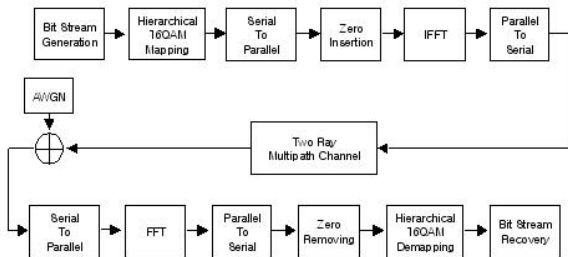 Bit Stream
Generation
Hierarchical
16QAM
Mapping
Serial
To
Parallel
Zero
Insertion
IFFT
Parallel
To
Serial
AWGN
Two Ray
Multipath Channel
Serial
To
Parallel
FFT
Parallel
To
Serial
Zero
Removing
Hierarchical
16QAM
Demapping
Bit Stream
Recovery